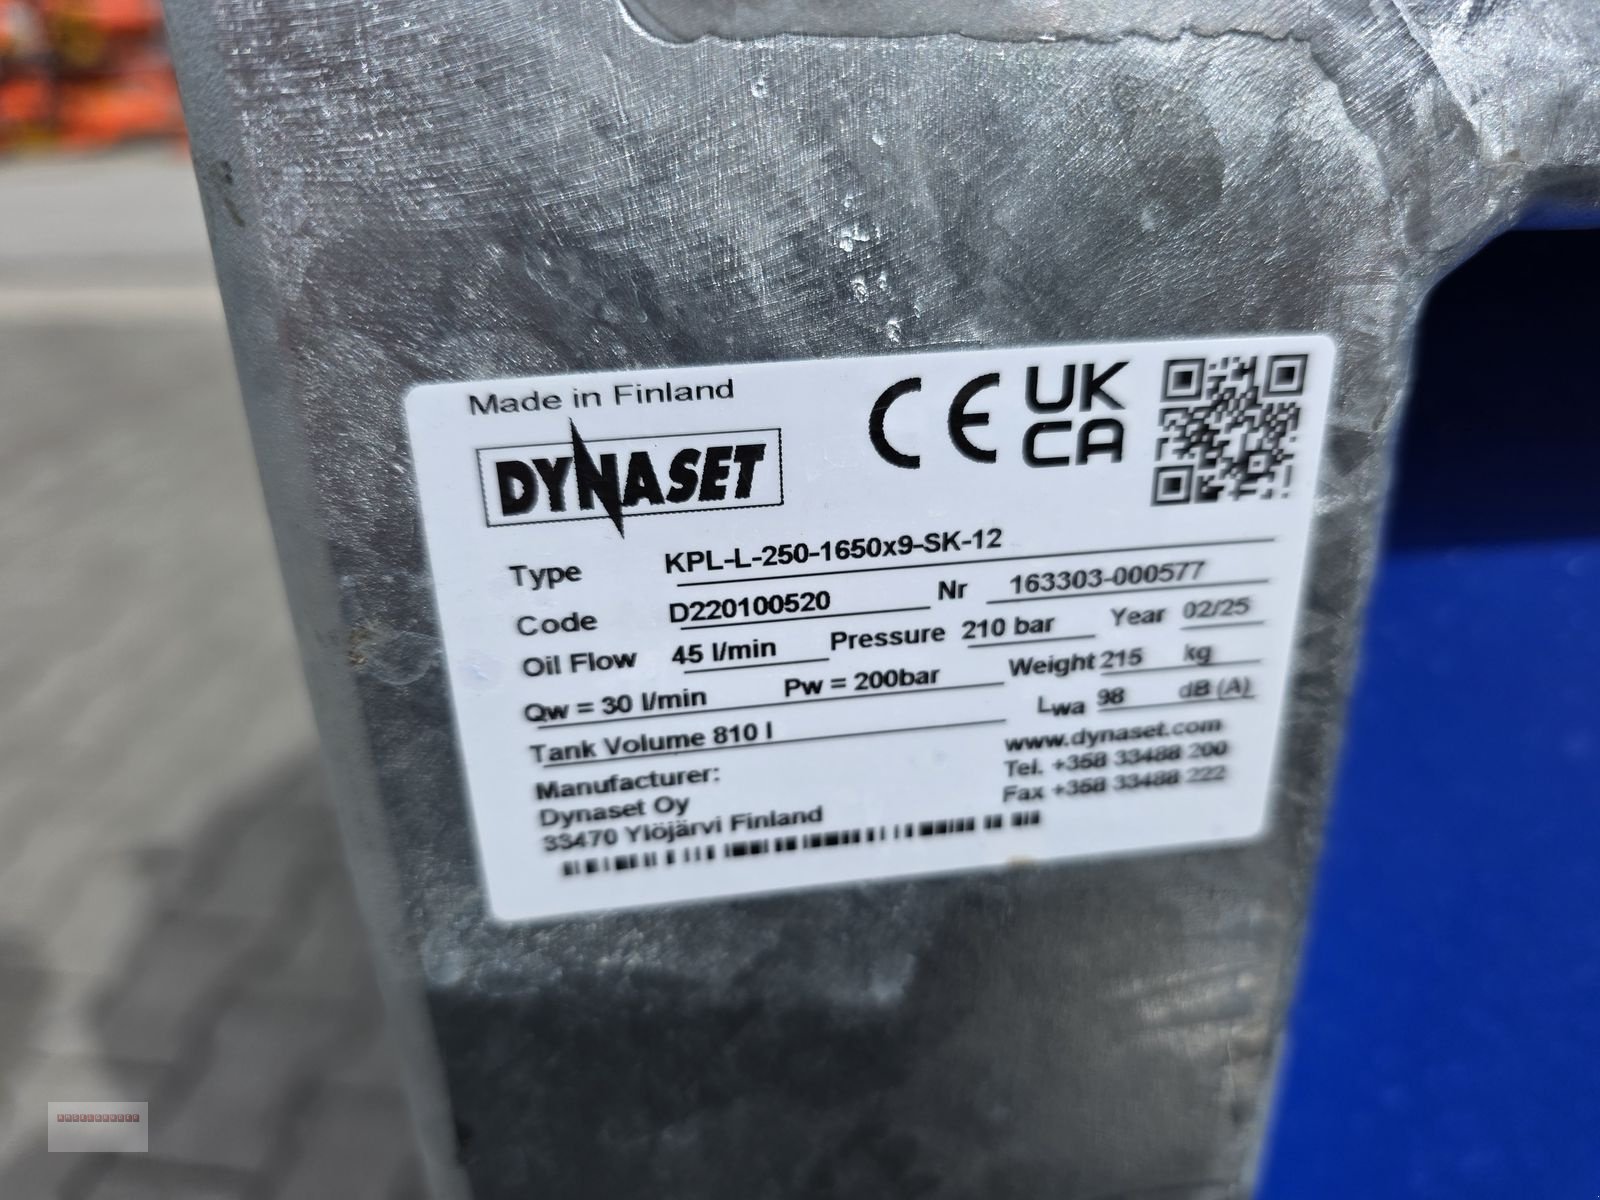 Made in Finland
CE UK CA
DYNASET
Type KPL-L-250-1650x9-SK-12
Code D220100520 Nr 163303-000577
Oil Flow 45 l/min Pressure 210 bar Year 02/25
Qw = 30 l/min Pw = 200bar Weight 215 kg
Tank Volume 810 l Lwa 98 dB (A)
Manufacturer: www.dynaset.com
Dynaset Oy Tel. +358 33488 200
33470 Ylöjärvi Finland Fax +358 33488 222